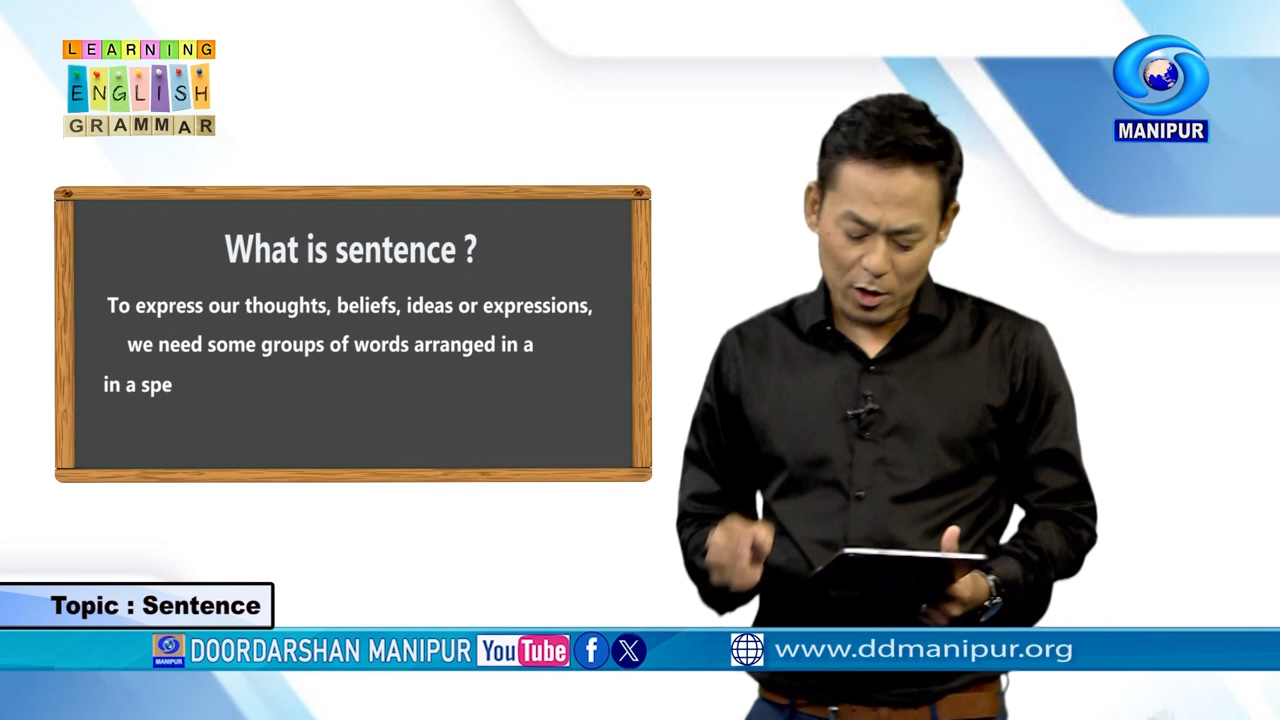 LEARNING
ENGLISH
GRAMMAR
MANIPUR
What is sentence ?
To express our thoughts, beliefs, ideas or expressions,
we need some groups of words arranged in a
in a spe
Topic : Sentence
MANIPUR
DOORDARSHAN MANIPUR YouTube f X www.ddmanipur.org